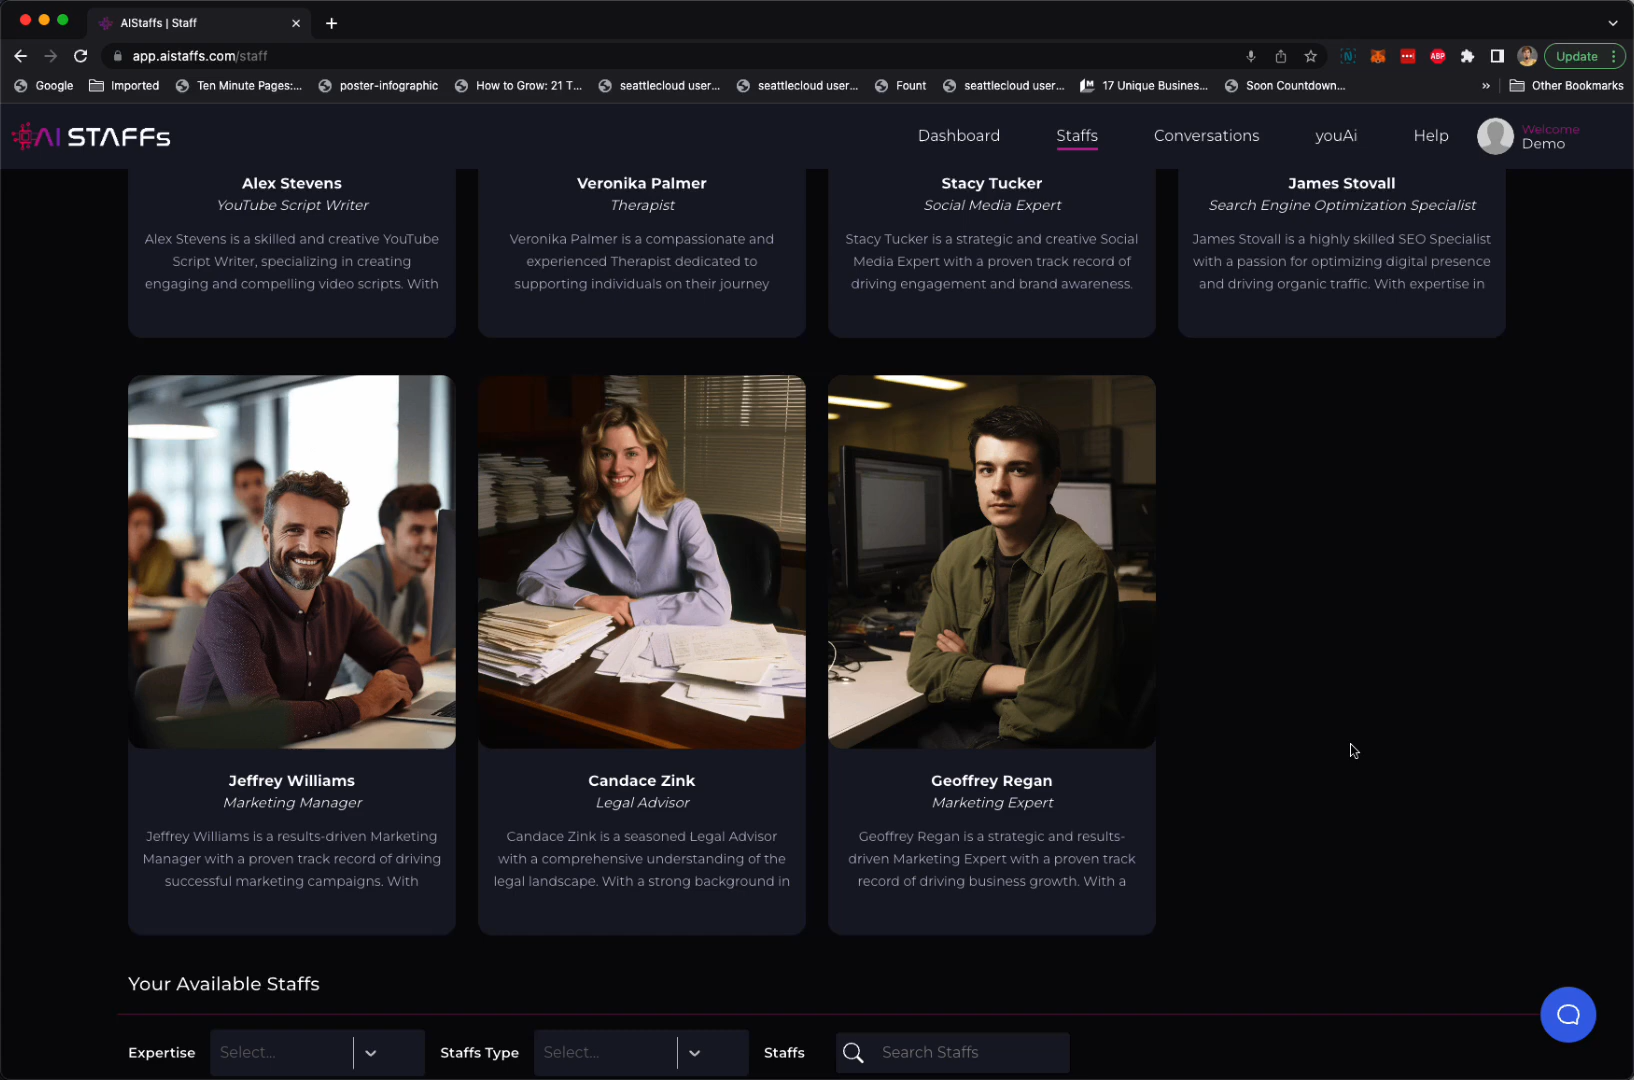 AIStaffs | Staff
app.aistaffs.com/staff
Update
Google
Imported
Ten Minute Pages:...
poster-infographic
How to Grow: 21 T...
seattlecloud user...
seattlecloud user...
Fount
seattlecloud user...
17 Unique Busines...
Soon Countdown...
»
Other Bookmarks
AI STAFFs
Dashboard
Staffs
Conversations
youAi
Help
Welcome
Demo
Alex Stevens
YouTube Script Writer
Alex Stevens is a skilled and creative YouTube
Script Writer, specializing in creating
engaging and compelling video scripts. With
Veronika Palmer
Therapist
Veronika Palmer is a compassionate and
experienced Therapist dedicated to
supporting individuals on their journey
Stacy Tucker
Social Media Expert
Stacy Tucker is a strategic and creative Social
Media Expert with a proven track record of
driving engagement and brand awareness.
James Stovall
Search Engine Optimization Specialist
James Stovall is a highly skilled SEO Specialist
with a passion for optimizing digital presence
and driving organic traffic. With expertise in
Jeffrey Williams
Marketing Manager
Jeffrey Williams is a results-driven Marketing
Manager with a proven track record of driving
successful marketing campaigns. With
Candace Zink
Legal Advisor
Candace Zink is a seasoned Legal Advisor
with a comprehensive understanding of the
legal landscape. With a strong background in
Geoffrey Regan
Marketing Expert
Geoffrey Regan is a strategic and results-
driven Marketing Expert with a proven track
record of driving business growth. With a
Your Available Staffs
Expertise
Select...
Staffs Type
Select...
Staffs
Search Staffs